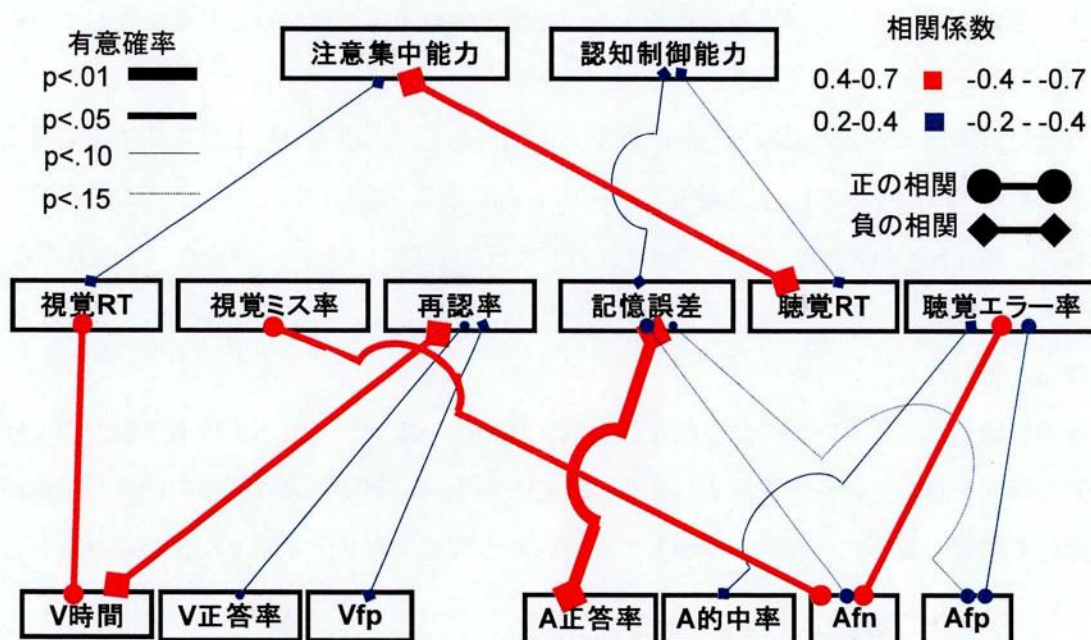 有意確率
p<.01
p<.05
p<.10
p<.15
注意集中能力
認知制御能力
相関係数
0.4-0.7 -0.4 - -0.7
0.2-0.4 -0.2 - -0.4
正の相関
負の相関
視覚RT
視覚ミス率
再認率
記憶誤差
聴覚RT
聴覚エラー率
V時間
V正答率
Vfp
A正答率
A的中率
Afn
Afp